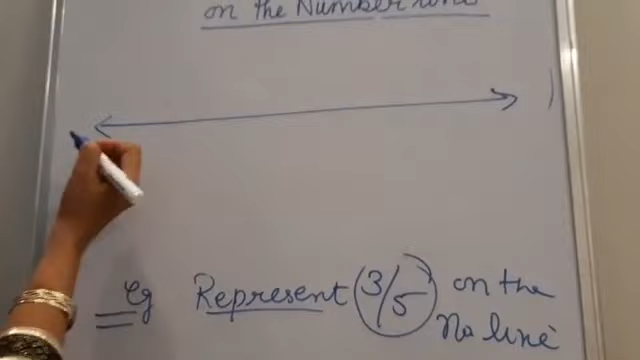 on the Number line
eg Represent 3/5 on the
No line